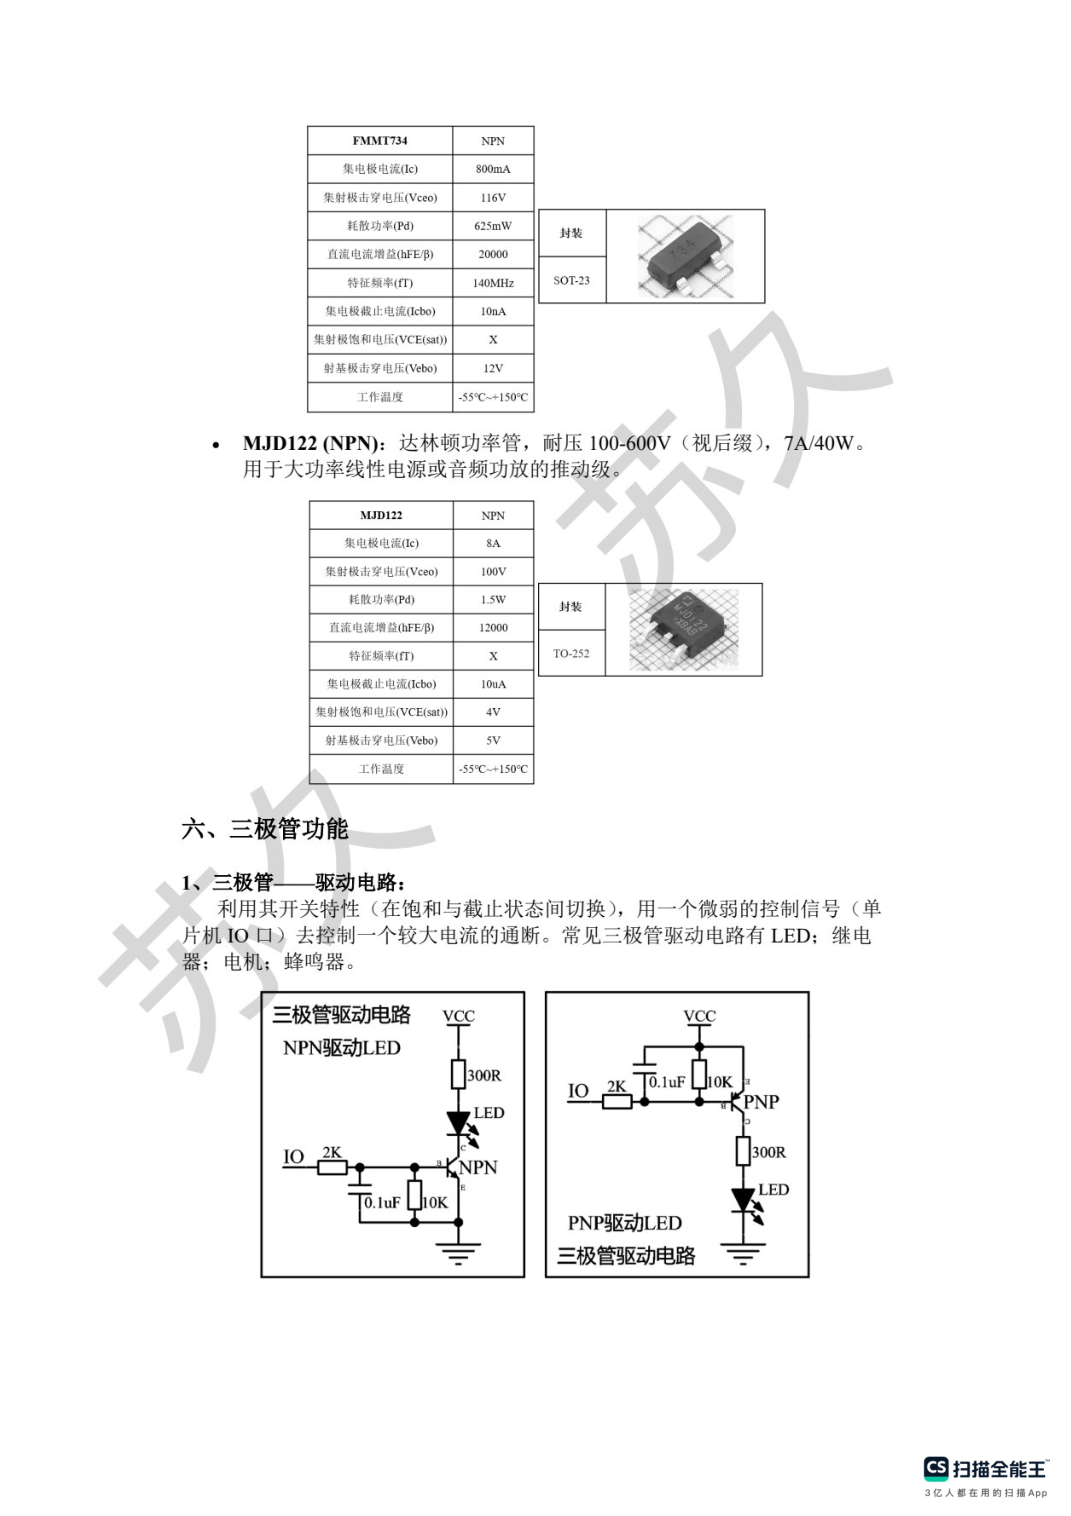 FMMT734 NPN
集电极电流(Ic) 800mA
集射极击穿电压(Vceo) 116V
耗散功率(Pd) 625mW
直流电流增益(hFE/β) 20000
特征频率(fT) 140MHz
集电极截止电流(Icbo) 10nA
集射极饱和电压(VCE(sat)) X
射基极击穿电压(Vebo) 12V
工作温度 -55℃~+150℃
封装
SOT-23
• MJD122 (NPN)：达林顿功率管，耐压 100-600V（视后缀），7A/40W。
用于大功率线性电源或音频功放的推动级。
MJD122 NPN
集电极电流(Ic) 8A
集射极击穿电压(Vceo) 100V
耗散功率(Pd) 1.5W
直流电流增益(hFE/β) 12000
特征频率(fT) X
集电极截止电流(Icbo) 10uA
集射极饱和电压(VCE(sat)) 4V
射基极击穿电压(Vebo) 5V
工作温度 -55℃~+150℃
封装
TO-252
MJD122
六、三极管功能
1、三极管——驱动电路：
利用其开关特性（在饱和与截止状态间切换），用一个微弱的控制信号（单
片机 IO 口）去控制一个较大电流的通断。常见三极管驱动电路有 LED；继电
器；电机；蜂鸣器。
三极管驱动电路
NPN驱动LED
VCC
300R
LED
IO
2K
B
C
NPN
E
0.1uF
10K
VCC
IO
2K
0.1uF
10K
E
B
PNP
C
300R
LED
PNP驱动LED
三极管驱动电路
苏久
苏久
CS 扫描全能王
3亿人都在用的扫描App